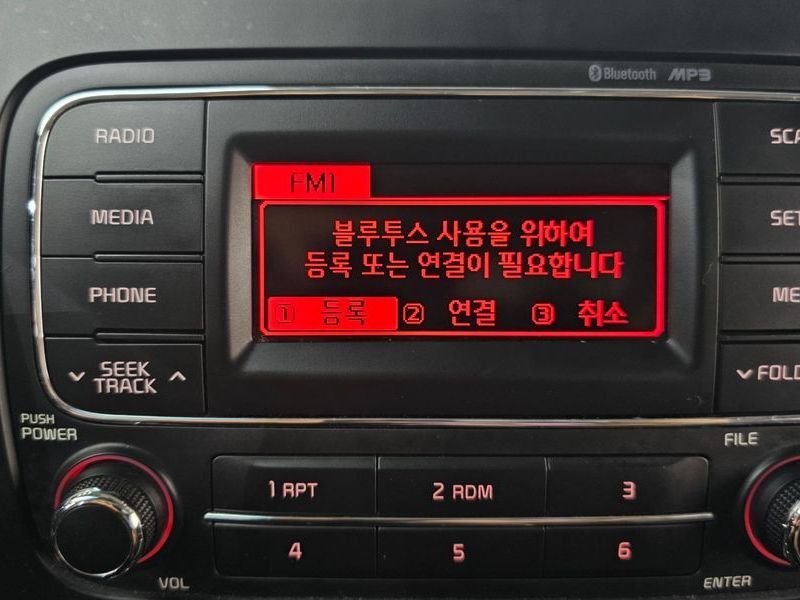 Bluetooth MP3
RADIO
MEDIA
PHONE
SEEK
TRACK
FM1
블루투스 사용을 위하여
등록 또는 연결이 필요합니다
1 등록 2 연결 3 취소
SCA
SET
ME
FOLD
PUSH
POWER
VOL
1 RPT
2 RDM
3
4
5
6
FILE
ENTER